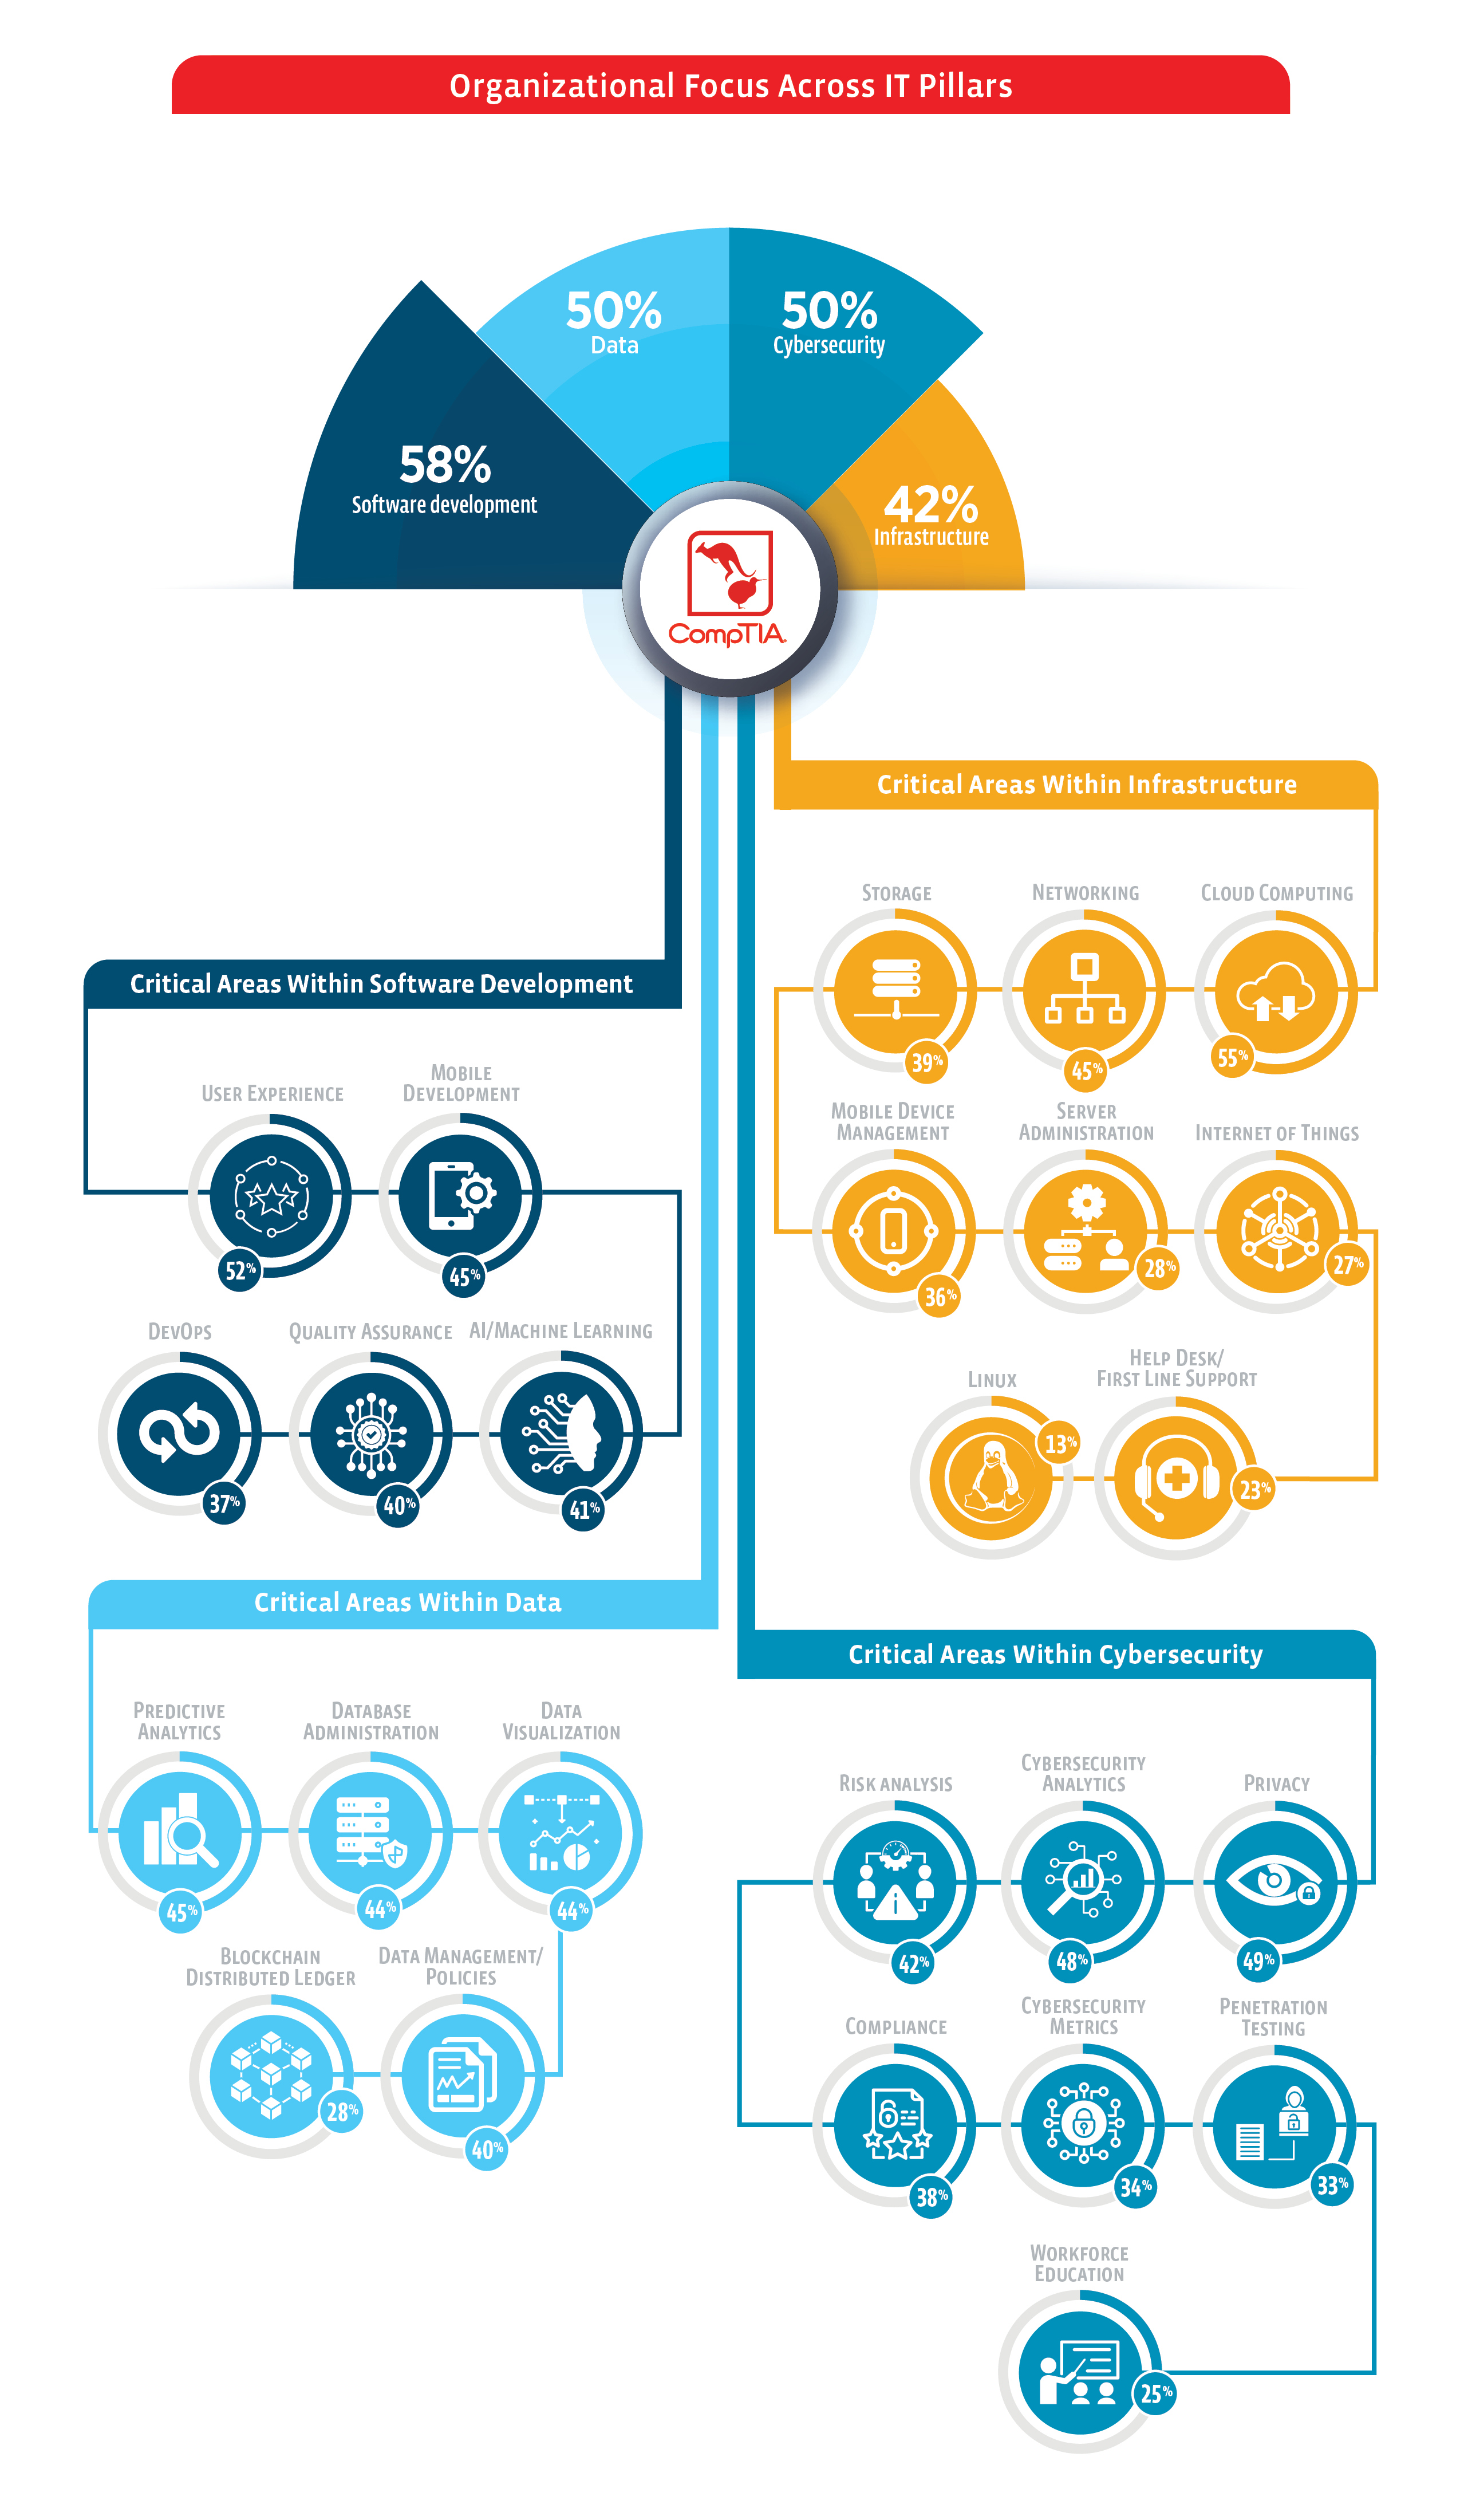 Organizational Focus Across IT Pillars
50%
Data
50%
Cybersecurity
58%
Software development
42%
Infrastructure
CompTIA.
Critical Areas Within Infrastructure
STORAGE
39%
NETWORKING
45%
CLOUD COMPUTING
55%
MOBILE DEVICE
MANAGEMENT
36%
SERVER
ADMINISTRATION
28%
INTERNET OF THINGS
27%
LINUX
13%
HELP DESK/
FIRST LINE SUPPORT
23%
Critical Areas Within Software Development
USER EXPERIENCE
52%
MOBILE
DEVELOPMENT
45%
DEVOPS
37%
QUALITY ASSURANCE
40%
AI/MACHINE LEARNING
41%
Critical Areas Within Data
PREDICTIVE
ANALYTICS
45%
DATABASE
ADMINISTRATION
44%
DATA
VISUALIZATION
44%
BLOCKCHAIN
DISTRIBUTED LEDGER
28%
DATA MANAGEMENT/
POLICIES
40%
Critical Areas Within Cybersecurity
RISK ANALYSIS
42%
CYBERSECURITY
ANALYTICS
48%
PRIVACY
49%
COMPLIANCE
38%
CYBERSECURITY
METRICS
34%
PENETRATION
TESTING
33%
WORKFORCE
EDUCATION
25%